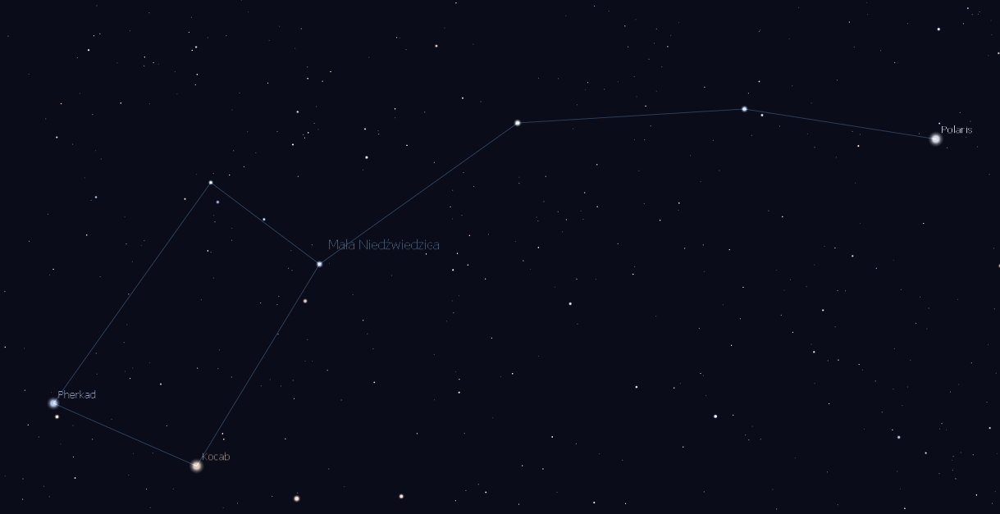 Polaris
Mała Niedźwiedzica
Pherkad
Kocab